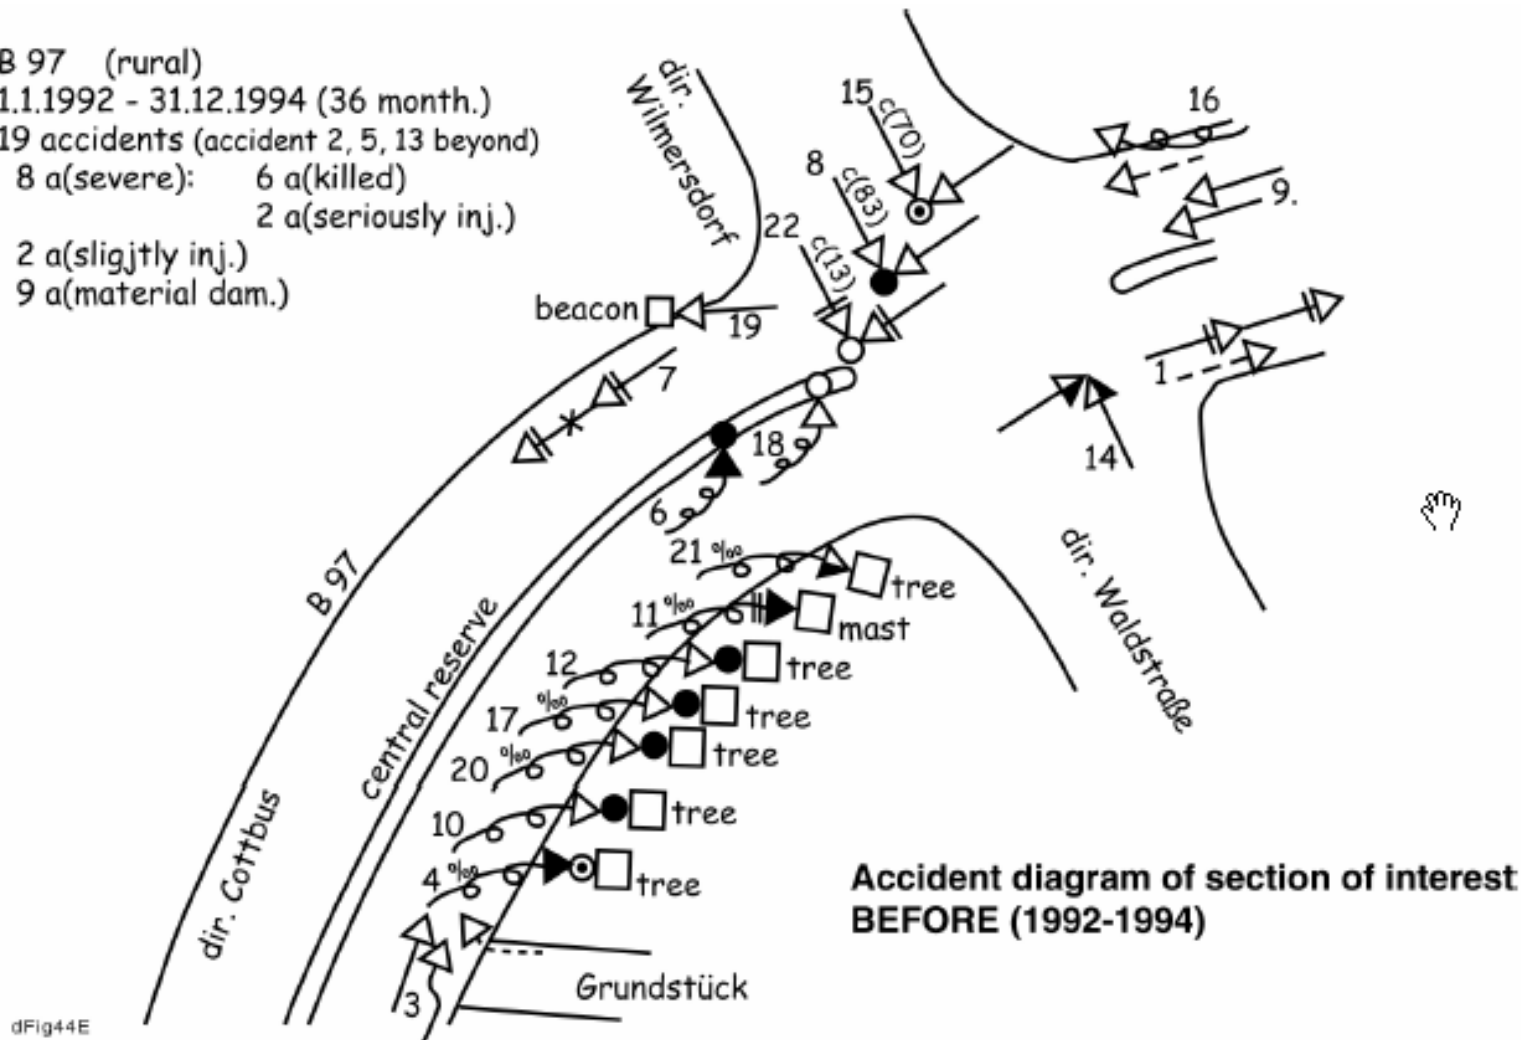 B 97 (rural)
1.1.1992 - 31.12.1994 (36 month.)
19 accidents (accident 2, 5, 13 beyond)
8 a(severe): 6 a(killed)
2 a(seriously inj.)
2 a(sligjtly inj.)
9 a(material dam.)
dir.
Wilmersdorf
15
c(70)
16
8
c(83)
9.
22
c(13)
beacon
19
7
1
18
14
6
21 ‰
tree
dir. Waldstraße
B 97
11 ‰
mast
central reserve
12
tree
17 ‰
tree
20 ‰
tree
dir. Cottbus
10
tree
4 ‰
tree
Accident diagram of section of interest
BEFORE (1992-1994)
Grundstück
3
dFig44E